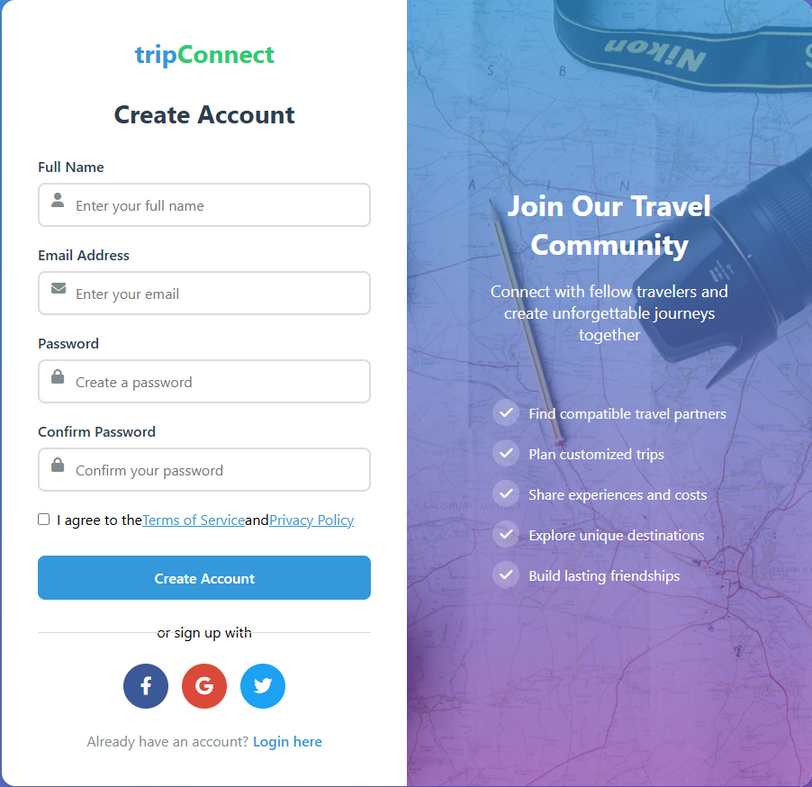 tripConnect
Create Account
Full Name
Enter your full name
Email Address
Enter your email
Password
Create a password
Confirm Password
Confirm your password
I agree to theTerms of ServiceandPrivacy Policy
Create Account
or sign up with
Already have an account? Login here
Nikon
S
S
B
A
I
N
Join Our Travel
Community
Connect with fellow travelers and
create unforgettable journeys
together
Find compatible travel partners
Plan customized trips
Share experiences and costs
Explore unique destinations
Build lasting friendships